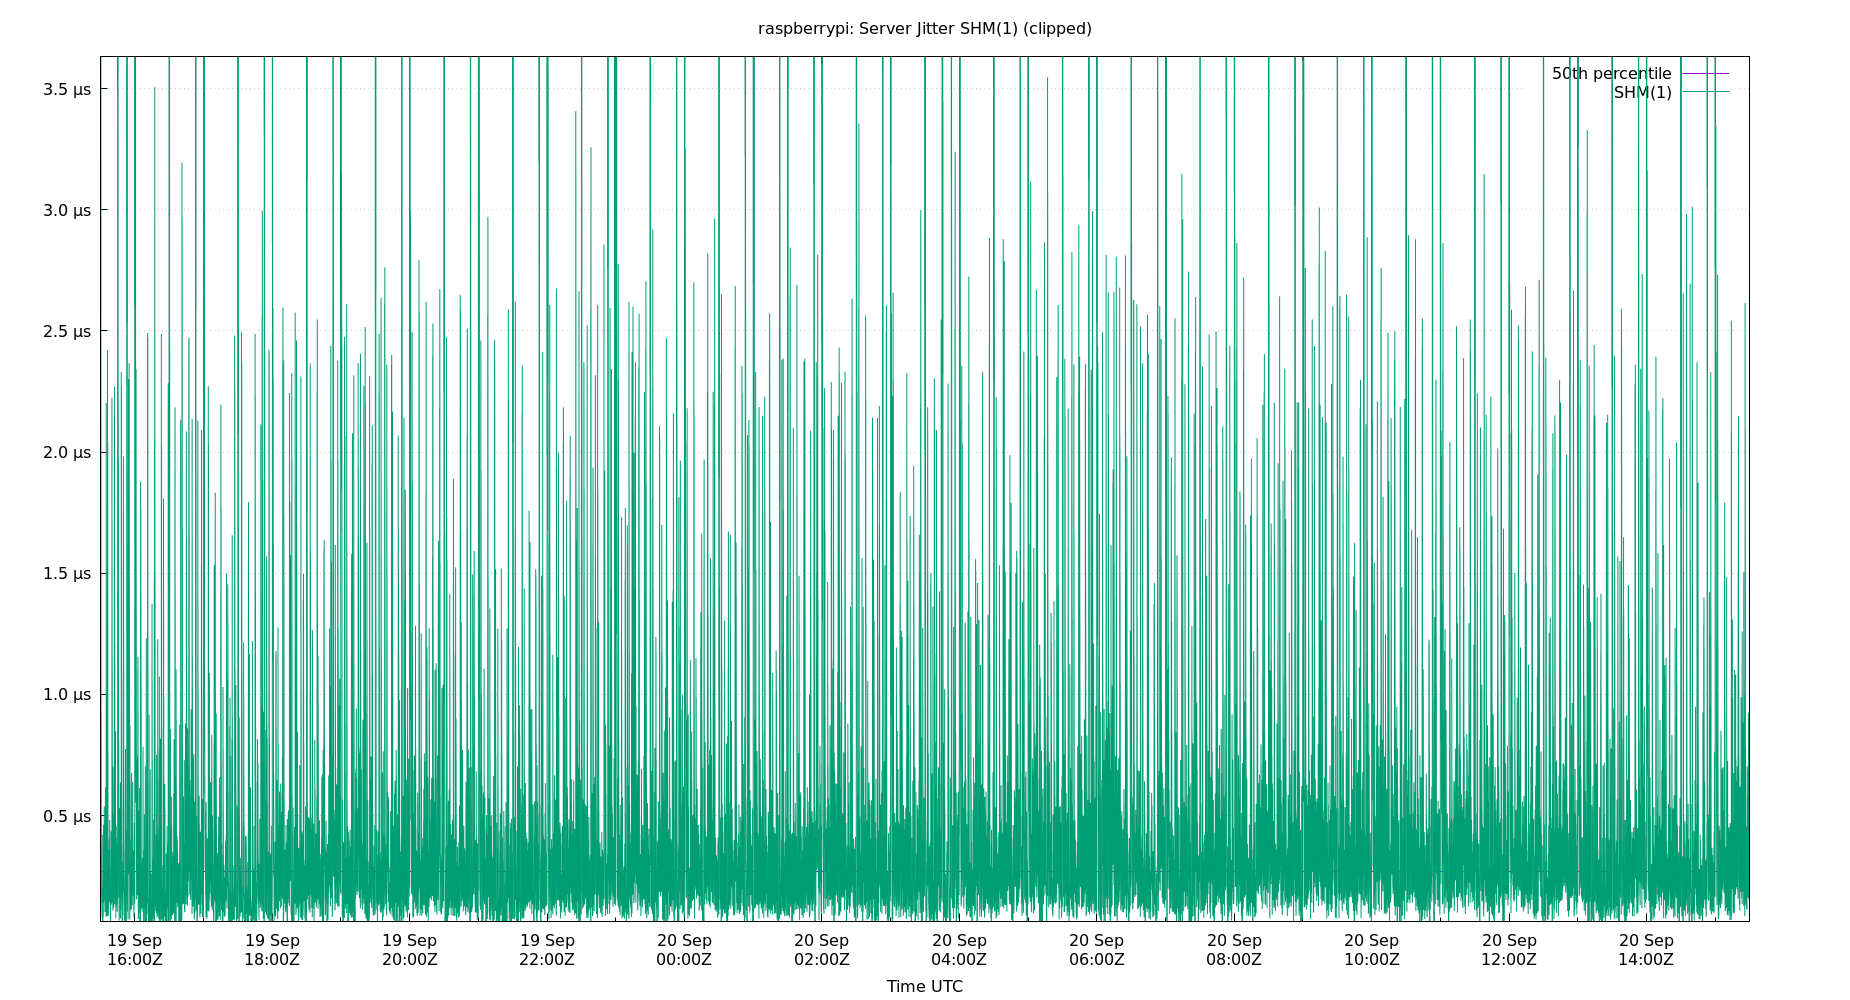 raspberrypi: Server Jitter SHM(1) (clipped)
50th percentile
SHM(1)
3.5 µs
3.0 µs
2.5 µs
2.0 µs
1.5 µs
1.0 µs
0.5 µs
19 Sep 19 Sep 19 Sep 19 Sep 20 Sep 20 Sep 20 Sep 20 Sep 20 Sep 20 Sep 20 Sep 20 Sep
16:00Z 18:00Z 20:00Z 22:00Z 00:00Z 02:00Z 04:00Z 06:00Z 08:00Z 10:00Z 12:00Z 14:00Z
Time UTC